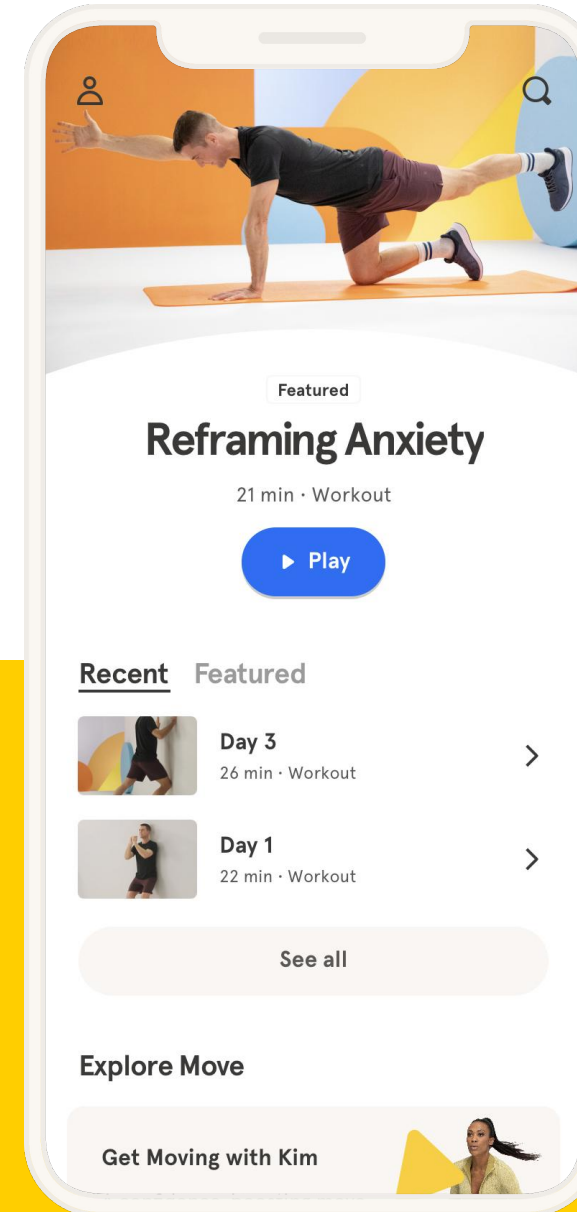 Featured
Reframing Anxiety
21 min · Workout
Play
Recent Featured
Day 3
26 min · Workout
Day 1
22 min · Workout
See all
Explore Move
Get Moving with Kim